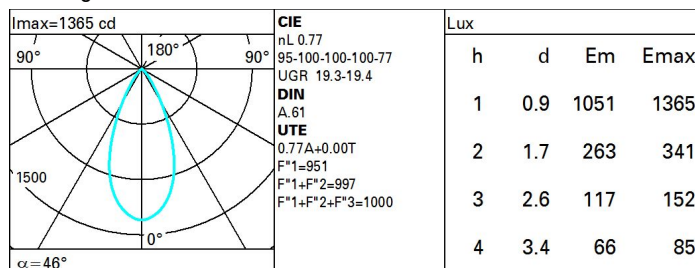 Imax=1365 cd
90°
180°
90°
1500
0°
α=46°
CIE
nL 0.77
95-100-100-100-77
UGR 19.3-19.4
DIN
A.61
UTE
0.77A+0.00T
F"1=951
F"1+F"2=997
F"1+F"2+F"3=1000
Lux
h d Em Emax
1 0.9 1051 1365
2 1.7 263 341
3 2.6 117 152
4 3.4 66 85